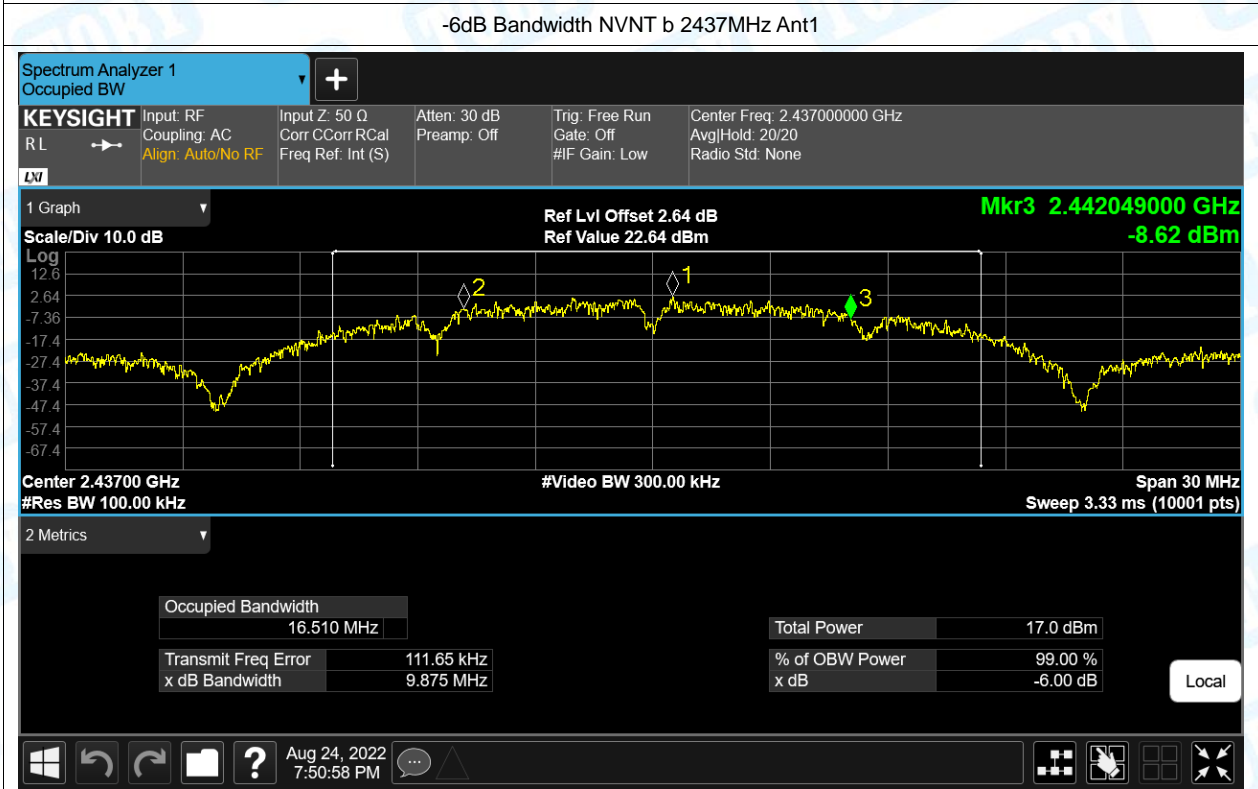 -6dB Bandwidth NVNT b 2437MHz Ant1
Spectrum Analyzer 1
Occupied BW
KEYSIGHT
RL
LXI
Input: RF
Coupling: AC
Align: Auto/No RF
Input Z: 50 Ω
Corr CCorr RCal
Freq Ref: Int (S)
Atten: 30 dB
Preamp: Off
Trig: Free Run
Gate: Off
#IF Gain: Low
Center Freq: 2.437000000 GHz
Avg|Hold: 20/20
Radio Std: None
1 Graph
Scale/Div 10.0 dB
Ref Lvl Offset 2.64 dB
Ref Value 22.64 dBm
Mkr3 2.442049000 GHz
-8.62 dBm
Log
12.6
2.64
-7.36
-17.4
-27.4
-37.4
-47.4
-57.4
-67.4
2
1
3
Center 2.43700 GHz
#Video BW 300.00 kHz
Span 30 MHz
#Res BW 100.00 kHz
Sweep 3.33 ms (10001 pts)
2 Metrics
Occupied Bandwidth
16.510 MHz
Total Power 17.0 dBm
Transmit Freq Error 111.65 kHz
% of OBW Power 99.00 %
x dB Bandwidth 9.875 MHz
x dB -6.00 dB
Local
Aug 24, 2022
7:50:58 PM